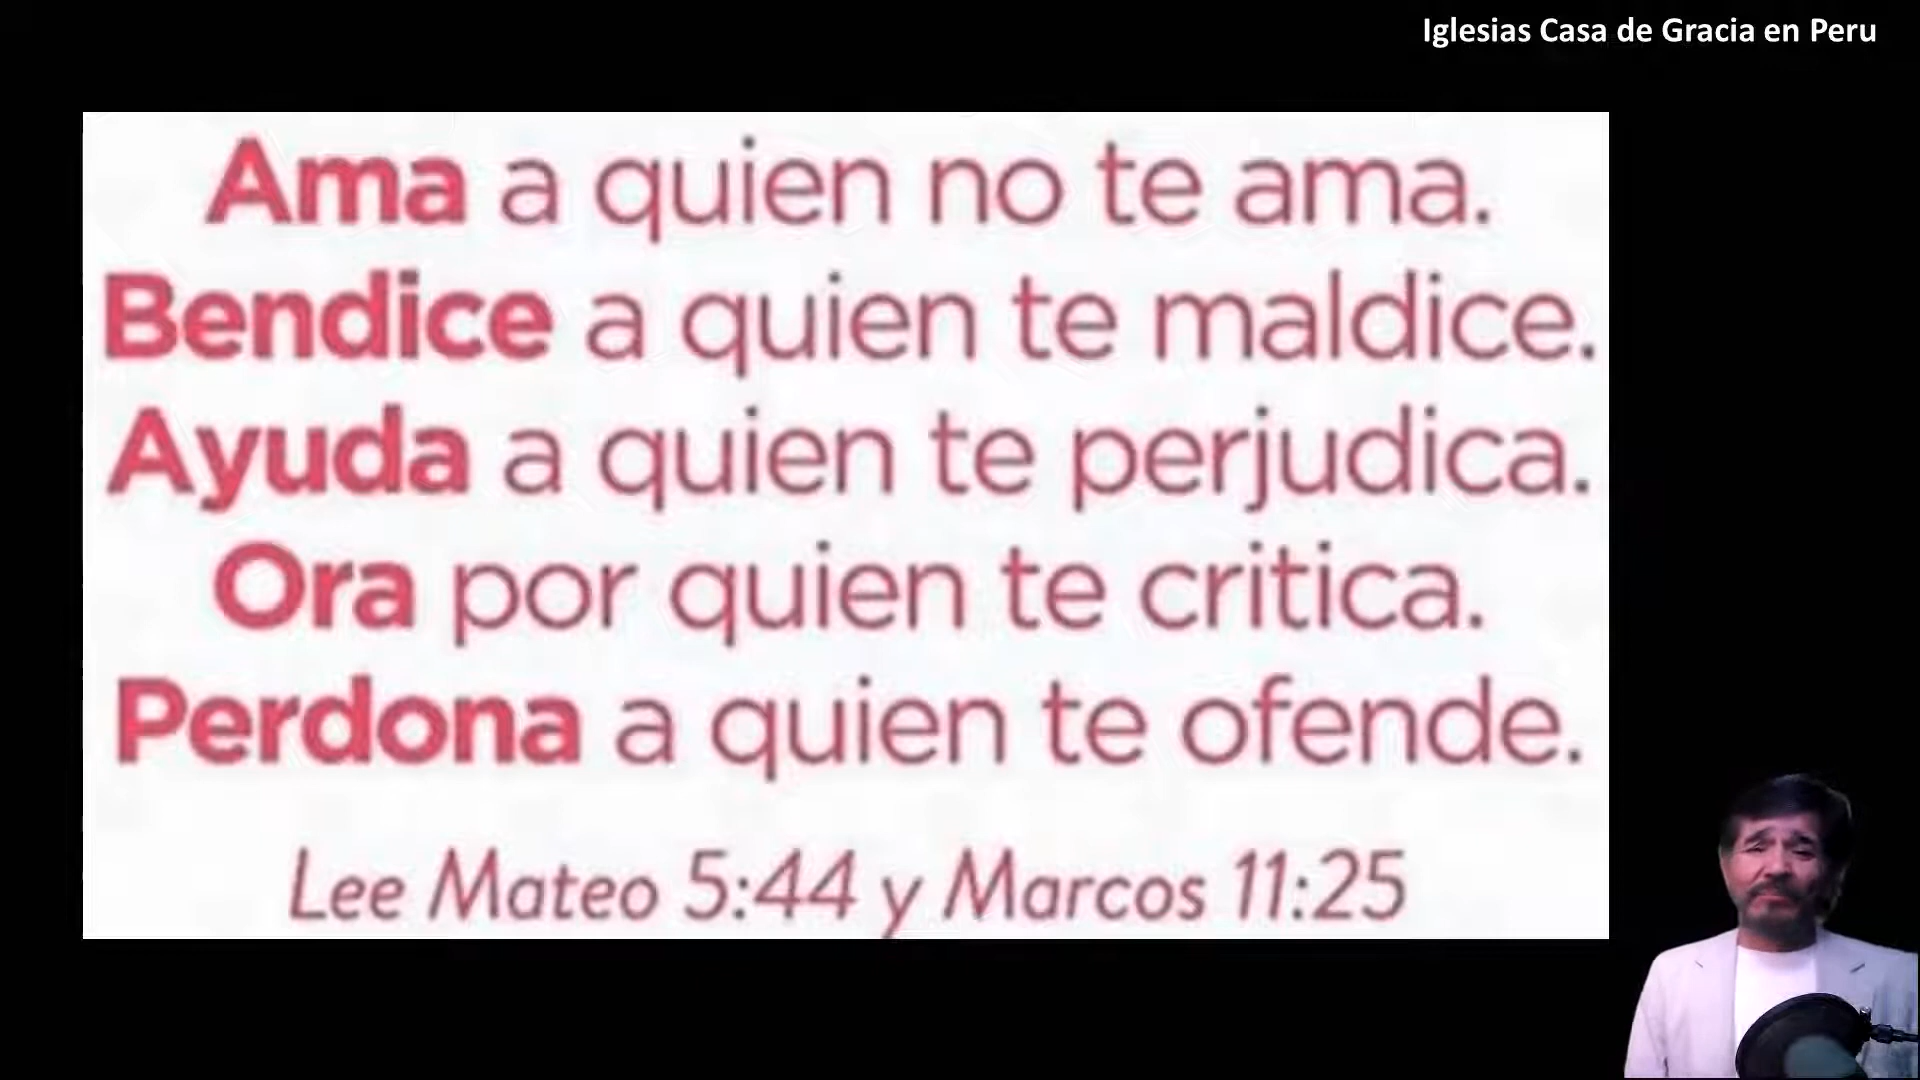 Iglesias Casa de Gracia en Peru
Ama a quien no te ama.
Bendice a quien te maldice.
Ayuda a quien te perjudica.
Ora por quien te critica.
Perdona a quien te ofende.
Lee Mateo 5:44 y Marcos 11:25